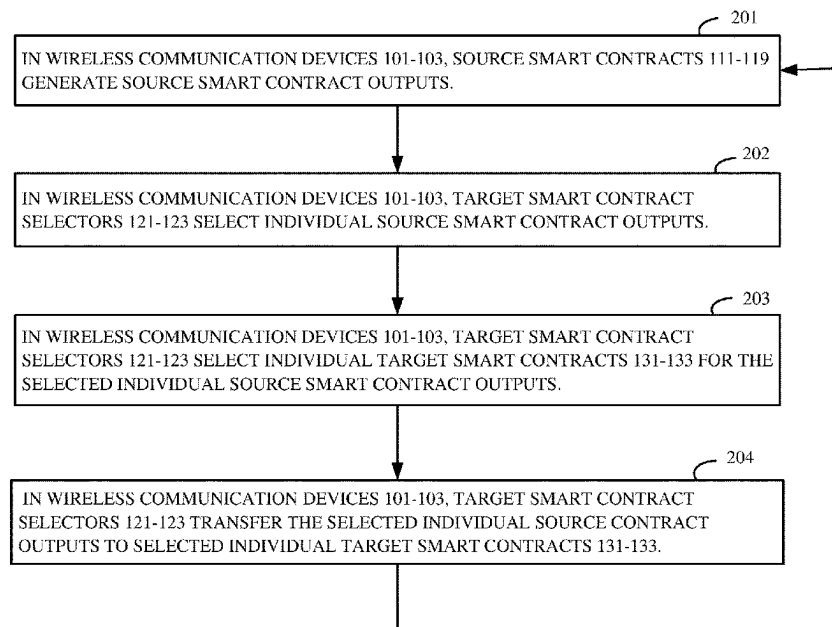 201
IN WIRELESS COMMUNICATION DEVICES 101-103, SOURCE SMART CONTRACTS 111-119
GENERATE SOURCE SMART CONTRACT OUTPUTS.
202
IN WIRELESS COMMUNICATION DEVICES 101-103, TARGET SMART CONTRACT
SELECTORS 121-123 SELECT INDIVIDUAL SOURCE SMART CONTRACT OUTPUTS.
203
IN WIRELESS COMMUNICATION DEVICES 101-103, TARGET SMART CONTRACT
SELECTORS 121-123 SELECT INDIVIDUAL TARGET SMART CONTRACTS 131-133 FOR THE
SELECTED INDIVIDUAL SOURCE SMART CONTRACT OUTPUTS.
204
IN WIRELESS COMMUNICATION DEVICES 101-103, TARGET SMART CONTRACT
SELECTORS 121-123 TRANSFER THE SELECTED INDIVIDUAL SOURCE CONTRACT
OUTPUTS TO SELECTED INDIVIDUAL TARGET SMART CONTRACTS 131-133.